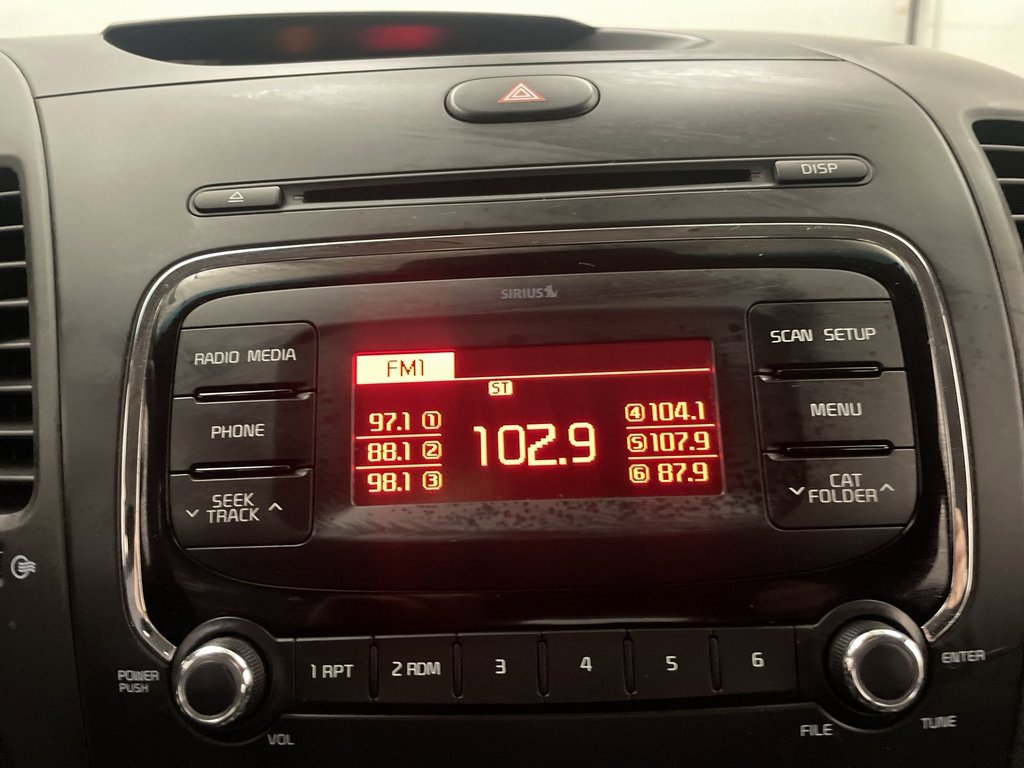 DISP
SIRIUS
RADIO MEDIA
PHONE
SEEK
TRACK
FM1
ST
97.1 1
88.1 2
98.1 3
102.9
4 104.1
5 107.9
6 87.9
SCAN SETUP
MENU
CAT
FOLDER
POWER
PUSH
VOL
1 RPT
2 RDM
3
4
5
6
ENTER
FILE
TUNE